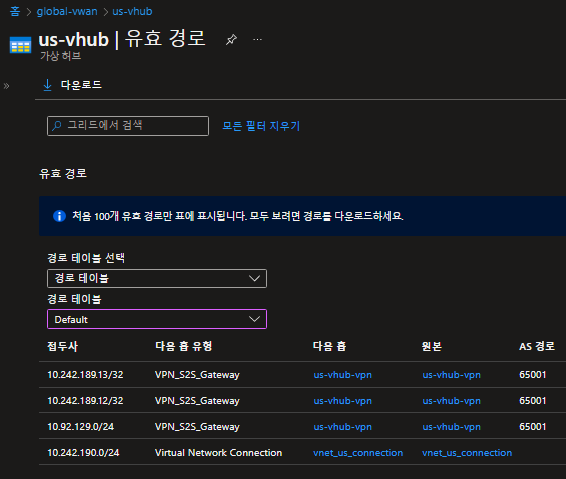 홈 > global-vwan > us-vhub
us-vhub | 유효 경로 ...
가상 허브
»
다운로드
그리드에서 검색 모든 필터 지우기
유효 경로
처음 100개 유효 경로만 표에 표시됩니다. 모두 보려면 경로를 다운로드하세요.
경로 테이블 선택
경로 테이블
경로 테이블
Default
접두사 다음 홉 유형 다음 홉 원본 AS 경로
10.242.189.13/32 VPN_S2S_Gateway us-vhub-vpn us-vhub-vpn 65001
10.242.189.12/32 VPN_S2S_Gateway us-vhub-vpn us-vhub-vpn 65001
10.92.129.0/24 VPN_S2S_Gateway us-vhub-vpn us-vhub-vpn 65001
10.242.190.0/24 Virtual Network Connection vnet_us_connection vnet_us_connection